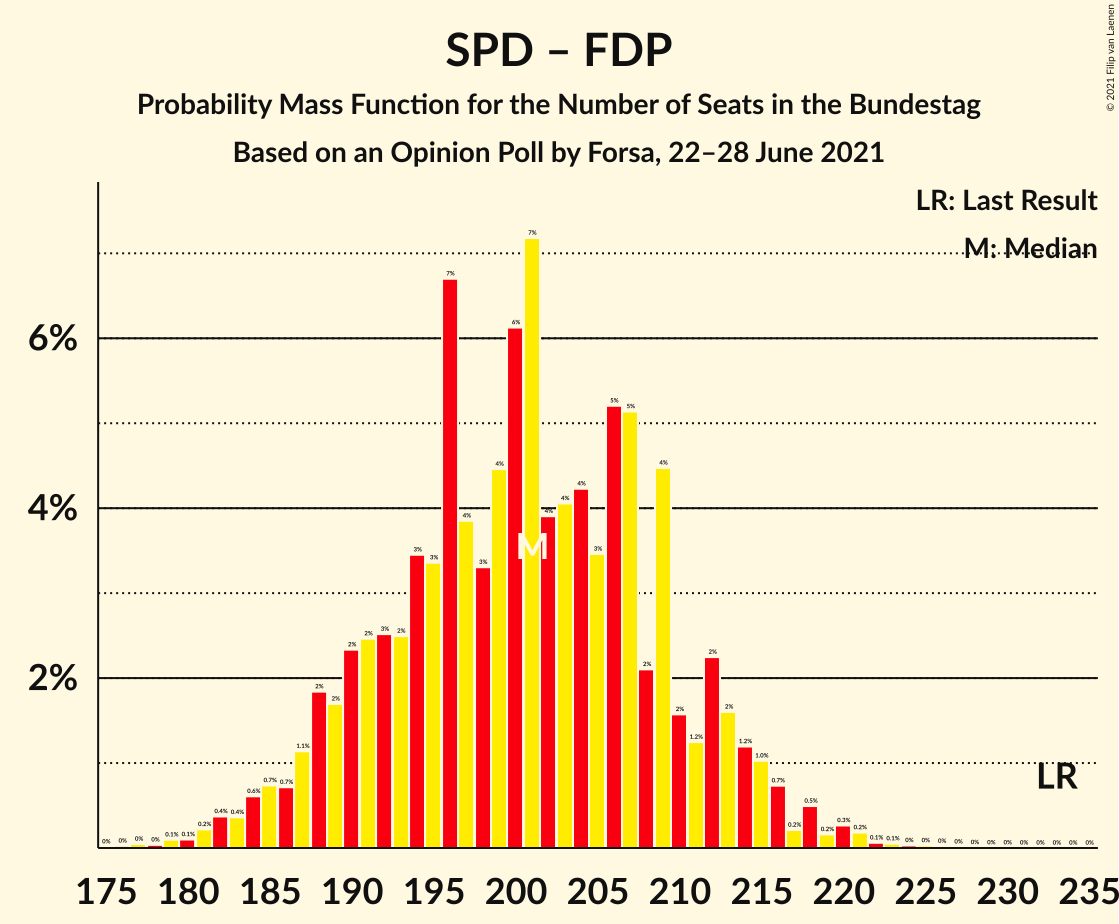 SPD – FDP
Probability Mass Function for the Number of Seats in the Bundestag
Based on an Opinion Poll by Forsa, 22–28 June 2021
© 2021 Filip van Laenen
LR: Last Result
M: Median
6%
4%
2%
0% 0% 0% 0% 0.1% 0.1% 0.2% 0.4% 0.4% 0.6% 0.7% 0.7% 1.1% 2% 2% 2% 2% 3% 2% 3% 3% 7% 4% 3% 4% 6% 7% 4% 4% 4% 3% 5% 5% 2% 4% 2% 1.2% 2% 2% 1.2% 1.0% 0.7% 0.2% 0.5% 0.2% 0.3% 0.2% 0.1% 0.1% 0% 0% 0% 0% 0% 0% 0% 0% 0% 0% 0% 0%
M
LR
175 180 185 190 195 200 205 210 215 220 225 230 235